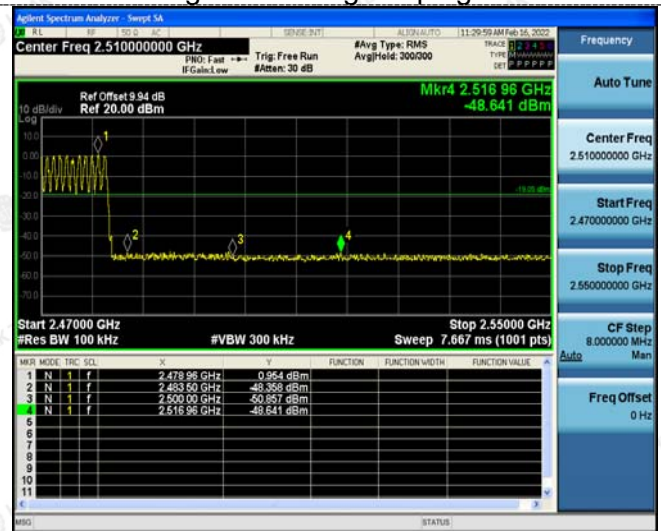 Agilent Spectrum Analyzer - Swept SA
RL RF 50 Ω AC SENSE:INT ALIGNAUTO 11:29:59 AM Feb 16, 2022
Center Freq 2.510000000 GHz
PNO: Fast
IFGain:Low
Trig: Free Run
#Atten: 30 dB
#Avg Type: RMS
Avg|Hold: 300/300
TRACE 1 2 3 4 5 6
TYPE M
DET P P P P P P
Ref Offset 9.94 dB
Ref 20.00 dBm
10 dB/div
Log
Mkr4 2.516 96 GHz
-48.641 dBm
10.0
0.00
-10.0
-20.0
-30.0
-40.0
-50.0
-60.0
-70.0
1
2
3
4
-19.05 dBm
Start 2.47000 GHz
Stop 2.55000 GHz
#Res BW 100 kHz #VBW 300 kHz Sweep 7.667 ms (1001 pts)
MKR MODE TRC SCL X Y FUNCTION FUNCTION WIDTH FUNCTION VALUE
1 N 1 f 2.478 96 GHz 0.954 dBm
2 N 1 f 2.483 50 GHz -48.358 dBm
3 N 1 f 2.500 00 GHz -50.857 dBm
4 N 1 f 2.516 96 GHz -48.641 dBm
5
6
7
8
9
10
11
MSG STATUS
Frequency
Auto Tune
Center Freq
2.510000000 GHz
Start Freq
2.470000000 GHz
Stop Freq
2.550000000 GHz
CF Step
8.000000 MHz
Auto Man
Freq Offset
0 Hz